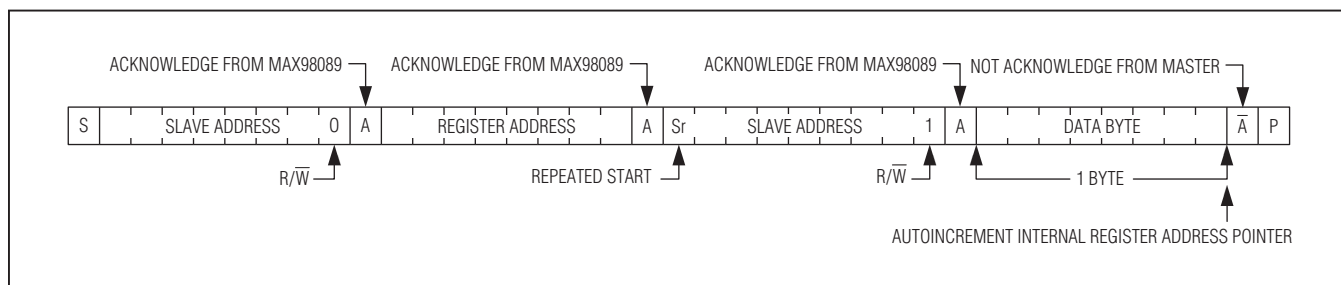 ACKNOWLEDGE FROM MAX98089 ACKNOWLEDGE FROM MAX98089 ACKNOWLEDGE FROM MAX98089 NOT ACKNOWLEDGE FROM MASTER
S SLAVE ADDRESS 0 A REGISTER ADDRESS A Sr SLAVE ADDRESS 1 A DATA BYTE A̅ P
R/W̅ REPEATED START R/W̅ 1 BYTE
AUTOINCREMENT INTERNAL REGISTER ADDRESS POINTER